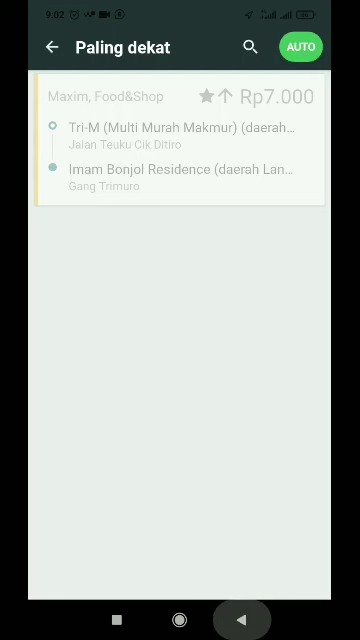 9:02
Paling dekat
AUTO
Maxim, Food&Shop
Rp7.000
Tri-M (Multi Murah Makmur) (daerah...
Jalan Teuku Cik Ditiro
Imam Bonjol Residence (daerah Lan...
Gang Trimuro